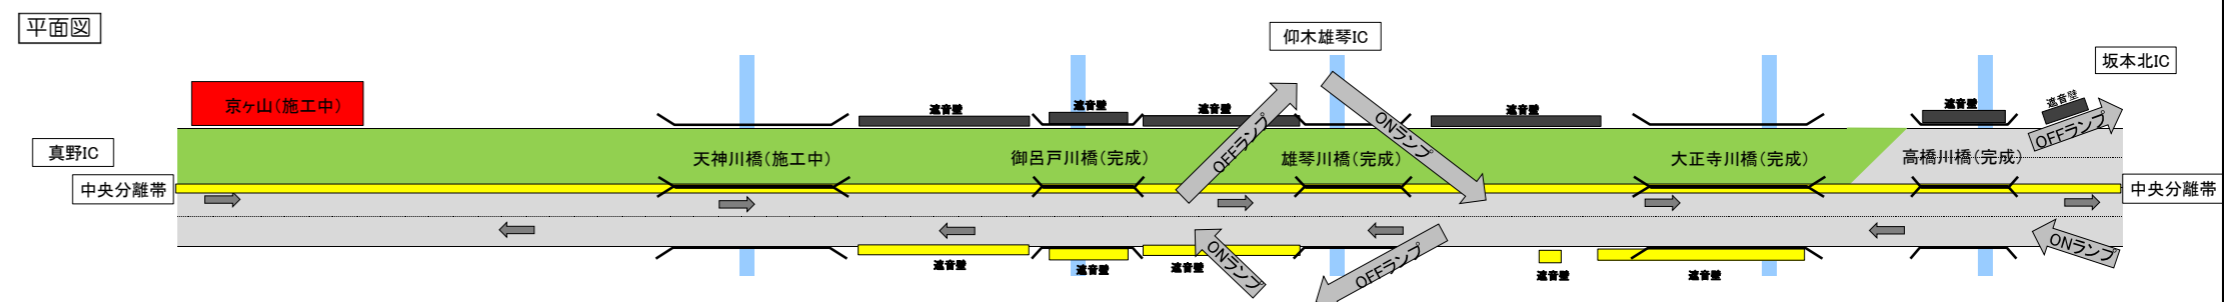 平面図
仰木雄琴IC
坂本北IC
京ヶ山(施工中)
遮音壁
遮音壁
遮音壁
遮音壁
遮音壁
遮音壁
OFFランプ
ONランプ
OFFランプ
真野IC
天神川橋(施工中)
御呂戸川橋(完成)
雄琴川橋(完成)
大正寺川橋(完成)
高橋川橋(完成)
中央分離帯
中央分離帯
ONランプ
OFFランプ
ONランプ
遮音壁
遮音壁
遮音壁
遮音壁
遮音壁